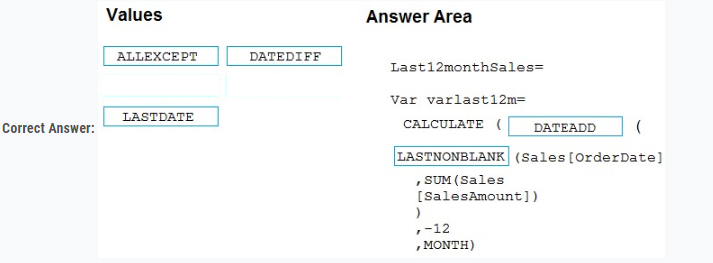 Values
Answer Area
ALLEXCEPT
DATEDIFF
Last12monthSales=
Var varlast12m=
LASTDATE
Correct Answer:
CALCULATE ( DATEADD (
LASTNONBLANK (Sales[OrderDate]
,SUM(Sales
[SalesAmount])
)
,-12
,MONTH)